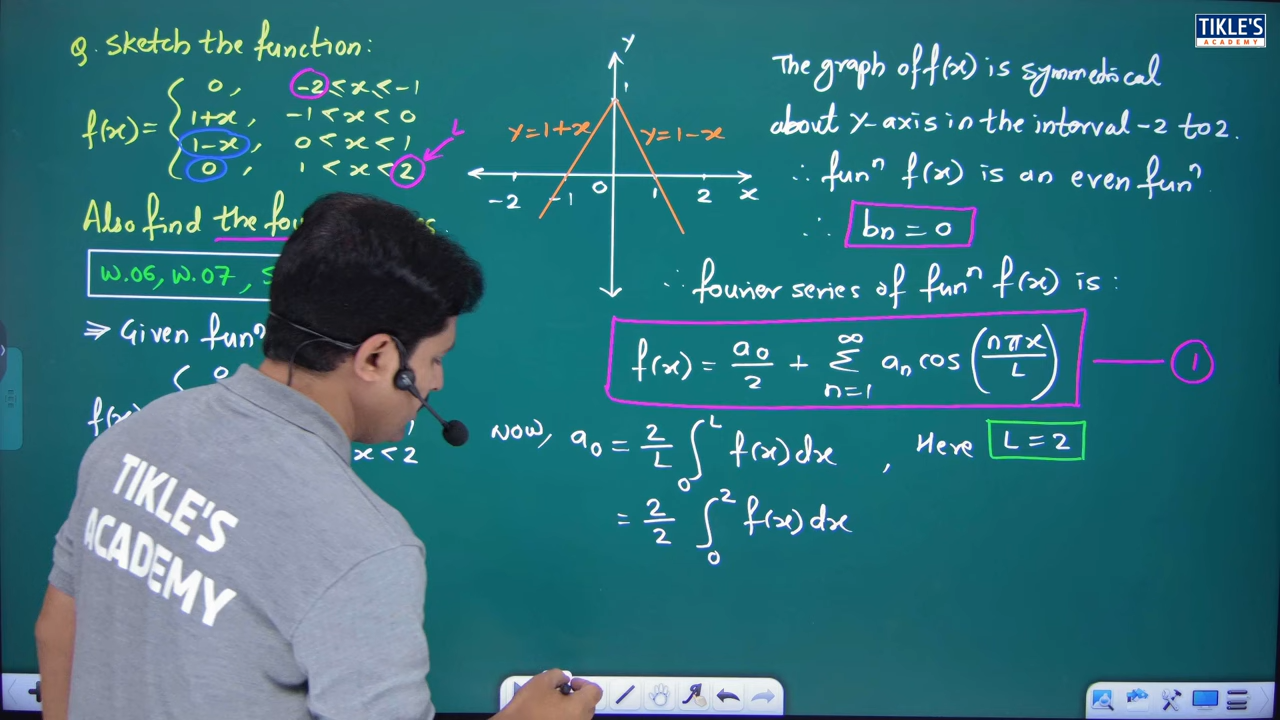 TIKLE'S
ACADEMY
Q. Sketch the function:
f(x) = { 0, -2 < x < -1
1+x, -1 < x < 0
1-x, 0 < x < 1
0, 1 < x < 2
L
Also find the fou
W.06, W.07, S
⇒ Given funⁿ
f(x)
x < 2
y
1
y=1+x
y=1-x
-2 -1 0 1 2 x
The graph of f(x) is symmetrical
about Y-axis in the interval -2 to 2.
∴ funⁿ f(x) is an even funⁿ
∴ bn = 0
∴ fourier series of funⁿ f(x) is:
f(x) = a₀/2 + ∑_{n=1}^{∞} aₙ cos (nπx/L) ——— ①
Now, a₀ = 2/L ∫₀^L f(x) dx , Here L = 2
= 2/2 ∫₀² f(x) dx
TIKLE'S
ACADEMY